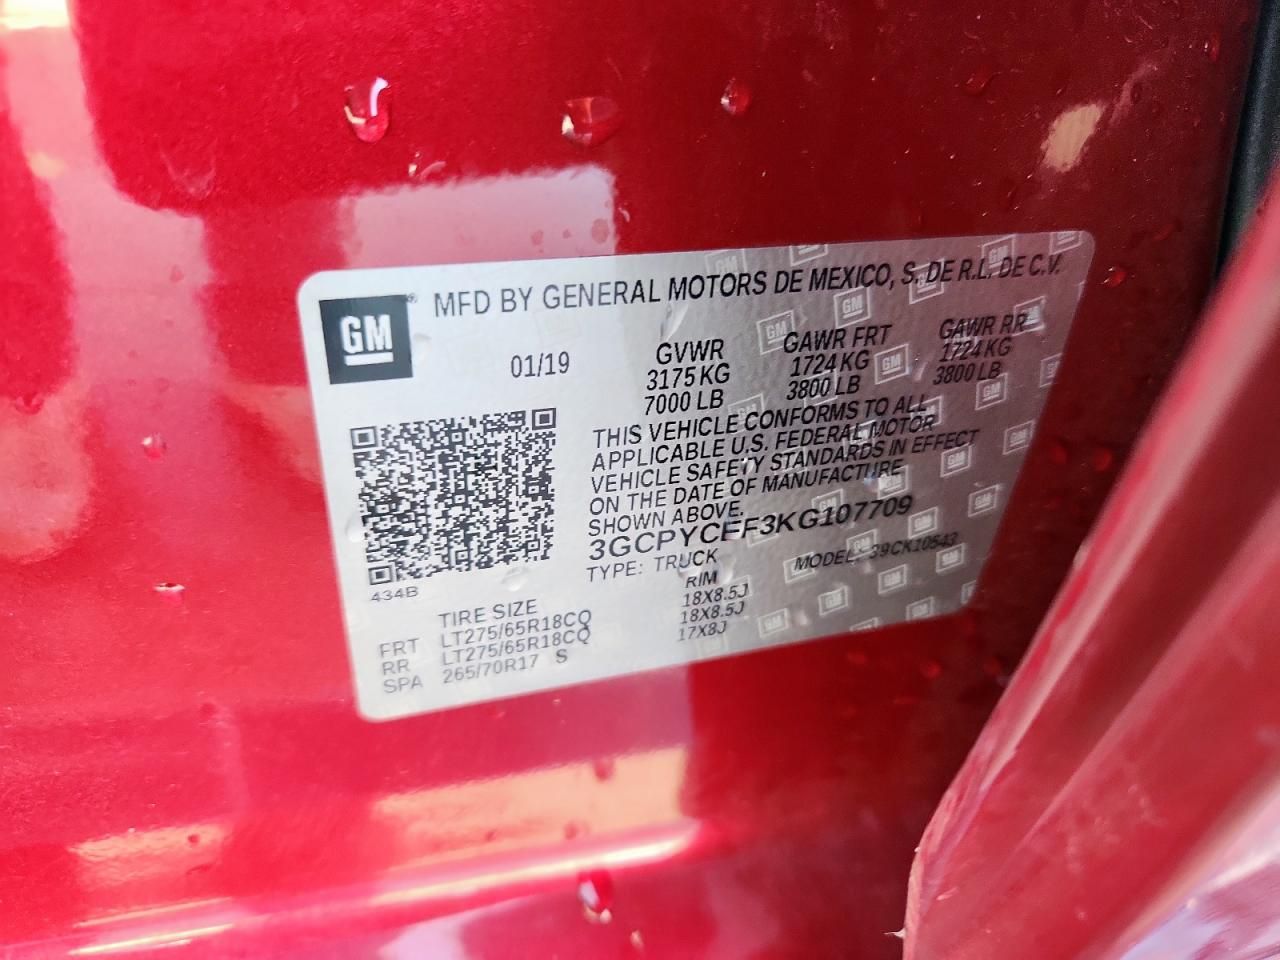 GM ® MFD BY GENERAL MOTORS DE MEXICO, S. DE R.L. DE C.V.
01/19
GVWR GAWR FRT GAWR RR
3175 KG 1724 KG 1724 KG
7000 LB 3800 LB 3800 LB
THIS VEHICLE CONFORMS TO ALL
APPLICABLE U.S. FEDERAL MOTOR
VEHICLE SAFETY STANDARDS IN EFFECT
ON THE DATE OF MANUFACTURE
SHOWN ABOVE.
3GCPYCEF3KG107709
TYPE: TRUCK MODEL:
434B
TIRE SIZE RIM
FRT LT275/65R18CQ 18X8.5J
RR LT275/65R18CQ 18X8.5J
SPA 265/70R17 S 17X8J